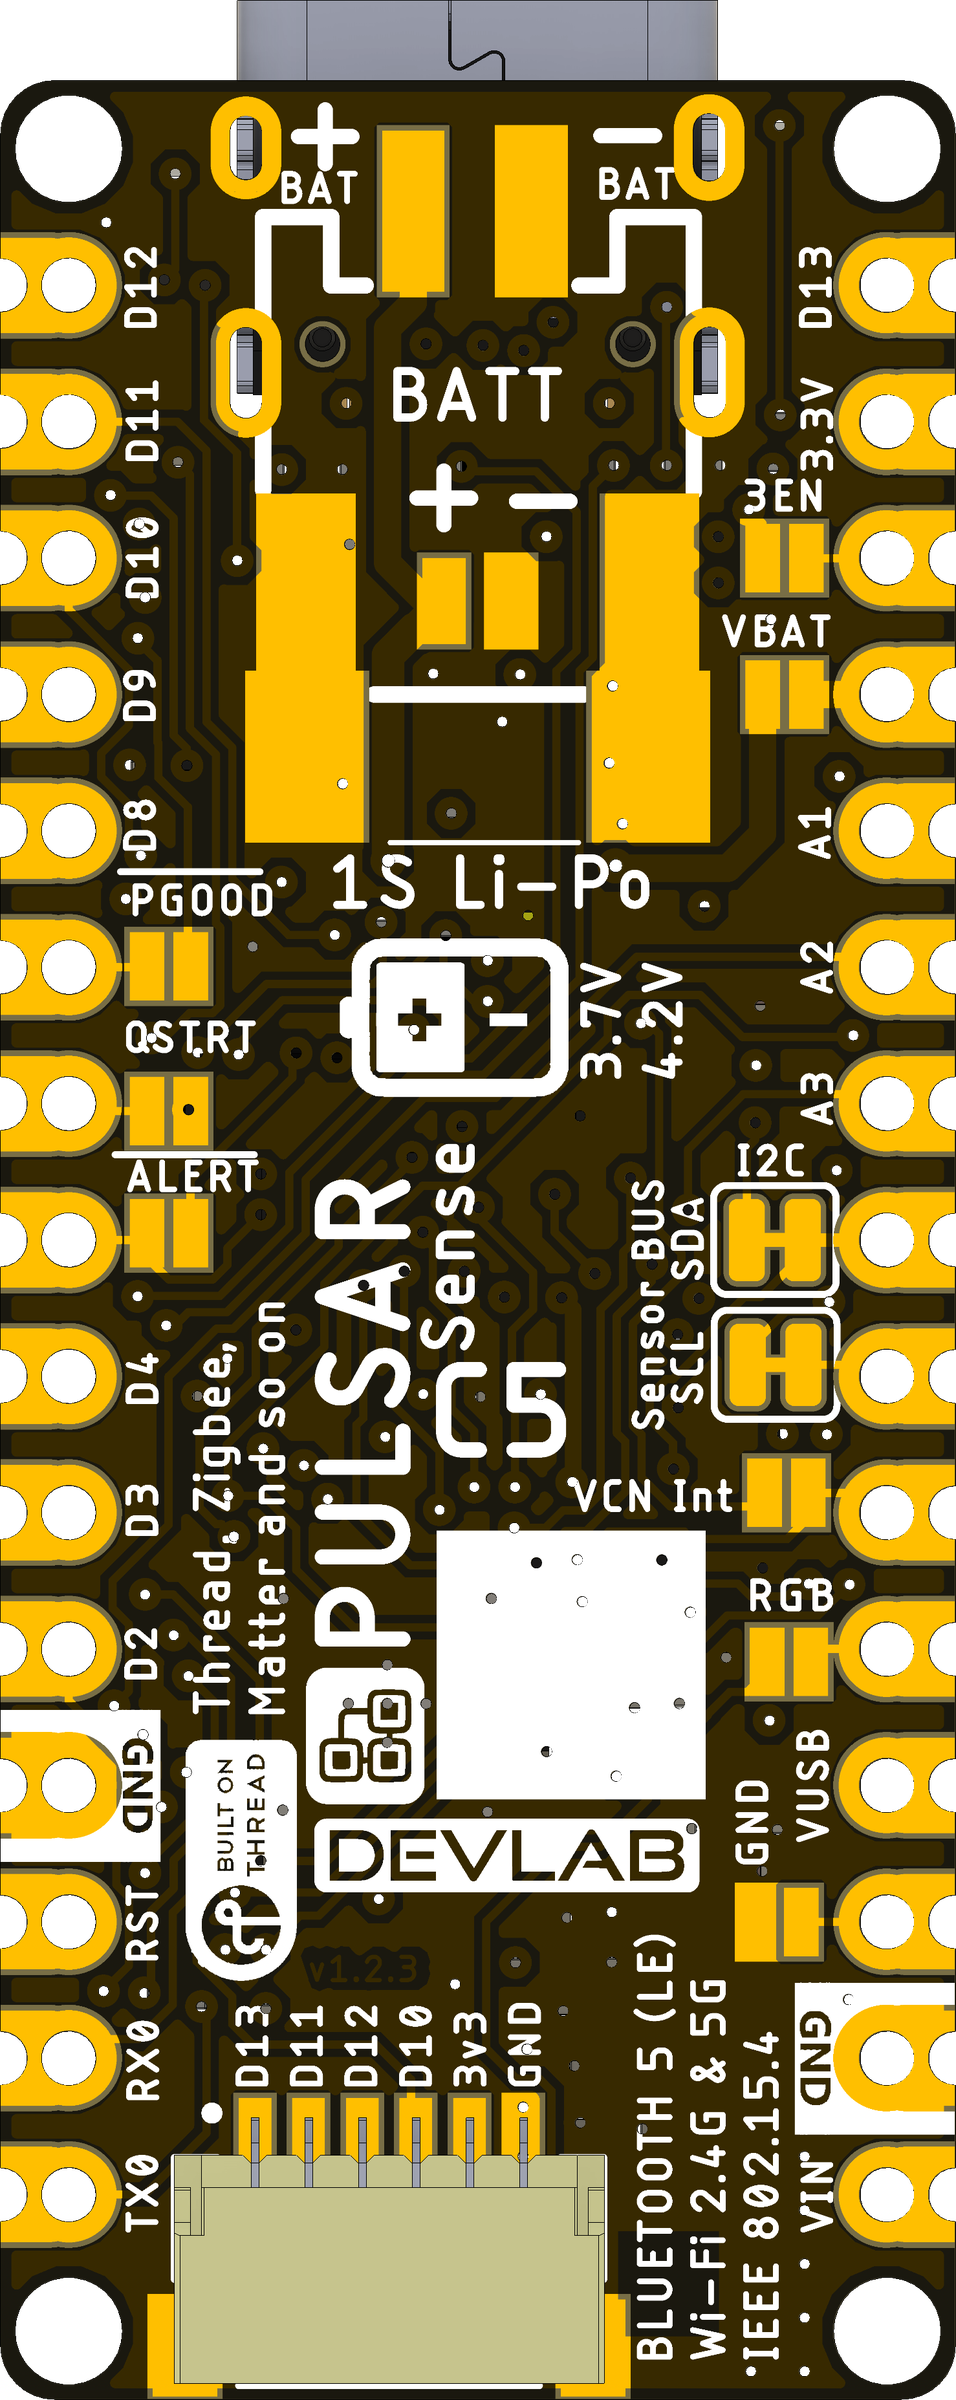 BAT
BAT
D12
D13
D11
3.3V
BATT
D10
3EN
VBAT
D9
D8
A1
1S Li-Po
PGOOD
3.7V
4.2V
A2
QSTRT
A3
ALERT
I2C
Sensor BUS
SDA
SCL
PULSAR
Sense
C5
Thread, Zigbee,
Matter and so on
D4
D3
VCN Int
RGB
D2
GND
VUSB
GND
BUILT ON
THREAD
DEVLAB
RST
v1.2.3
RX0
TX0
D13
D11
D12
D10
3v3
GND
BLUETOOTH 5 (LE)
Wi-Fi 2.4G & 5G
IEEE 802.15.4
GND
VIN